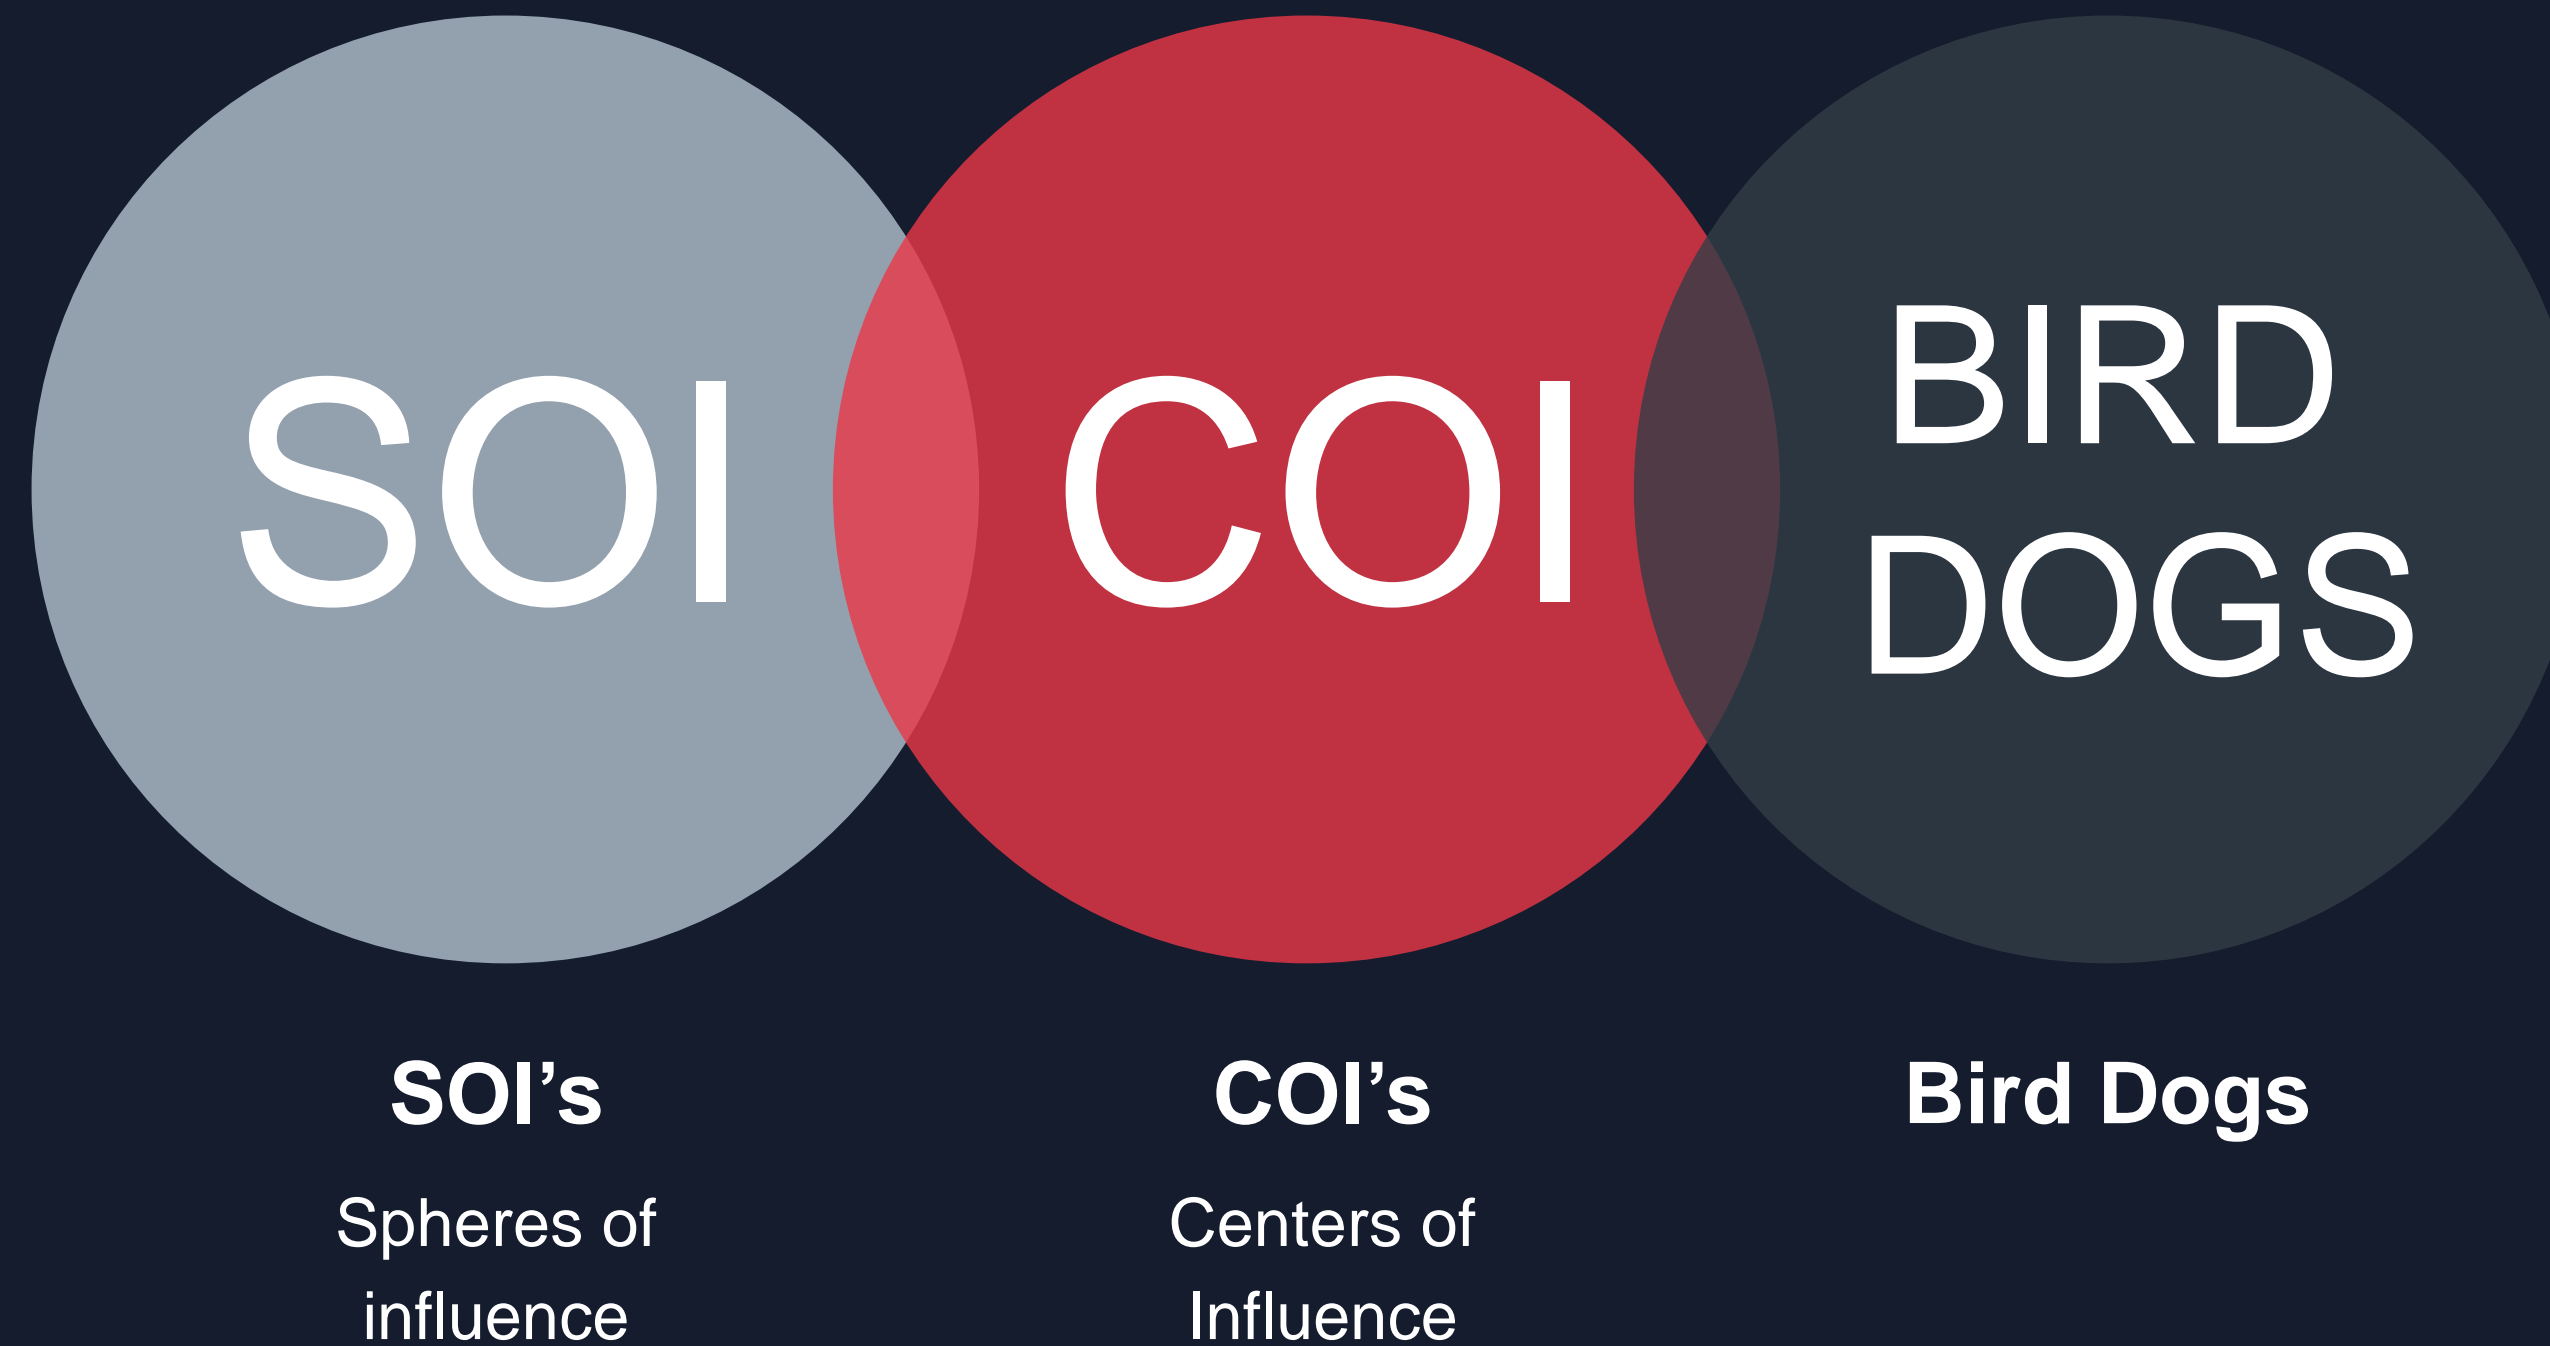 SOI
COI
BIRD
DOGS
SOI’s
Spheres of
influence
COI’s
Centers of
Influence
Bird Dogs